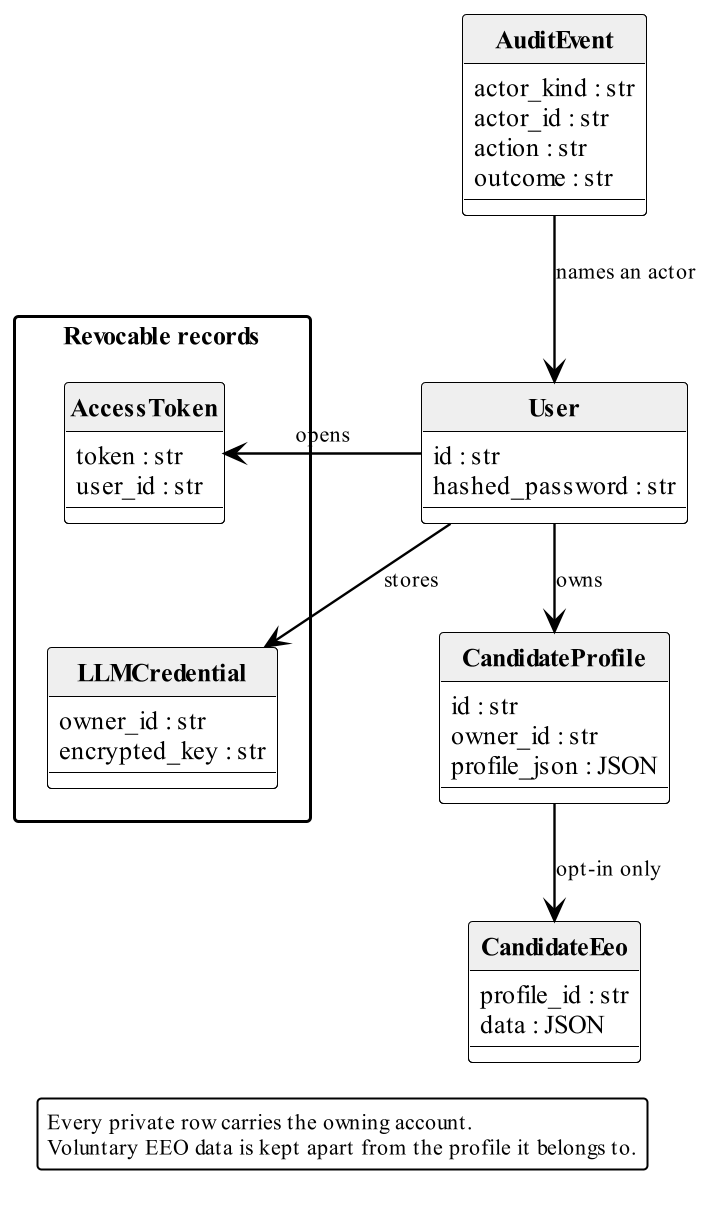 AuditEvent
actor_kind : str
actor_id : str
action : str
outcome : str
names an actor
Revocable records
AccessToken
token : str
user_id : str
opens
User
id : str
hashed_password : str
stores
owns
LLMCredential
owner_id : str
encrypted_key : str
CandidateProfile
id : str
owner_id : str
profile_json : JSON
opt-in only
CandidateEeo
profile_id : str
data : JSON
Every private row carries the owning account.
Voluntary EEO data is kept apart from the profile it belongs to.